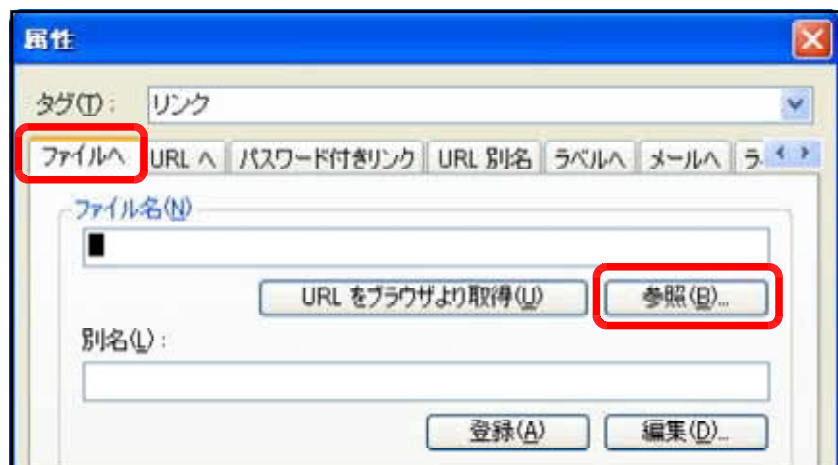 属性
タグ(T): リンク
ファイルへ URL へ パスワード付きリンク URL 別名 ラベルへ メールへ
ファイル名(N)
URL をブラウザより取得(U) 参照(B)...
別名(L):
登録(A) 編集(D)...